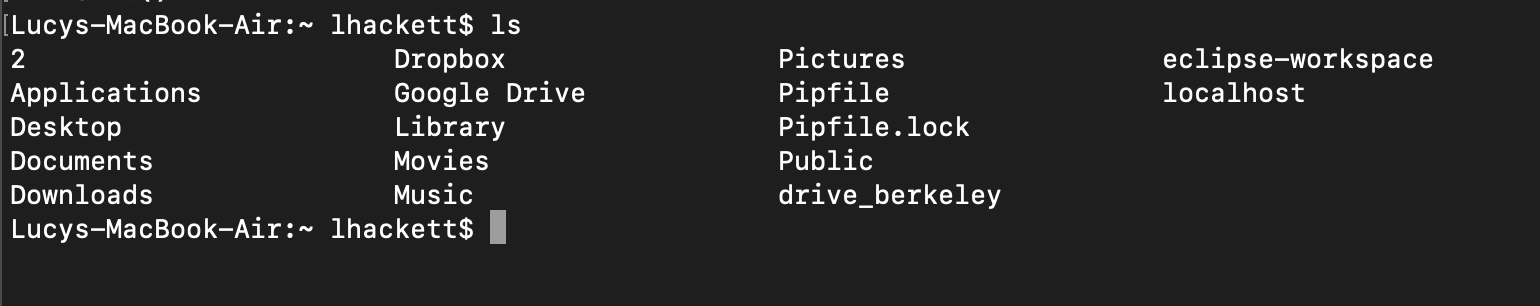 Lucys-MacBook-Air:~ lhackett$ ls
2 Dropbox Pictures eclipse-workspace
Applications Google Drive Pipfile localhost
Desktop Library Pipfile.lock
Documents Movies Public
Downloads Music drive_berkeley
Lucys-MacBook-Air:~ lhackett$